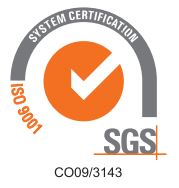 SYSTEM CERTIFICATION
ISO 9001
SGS
CO09/3143